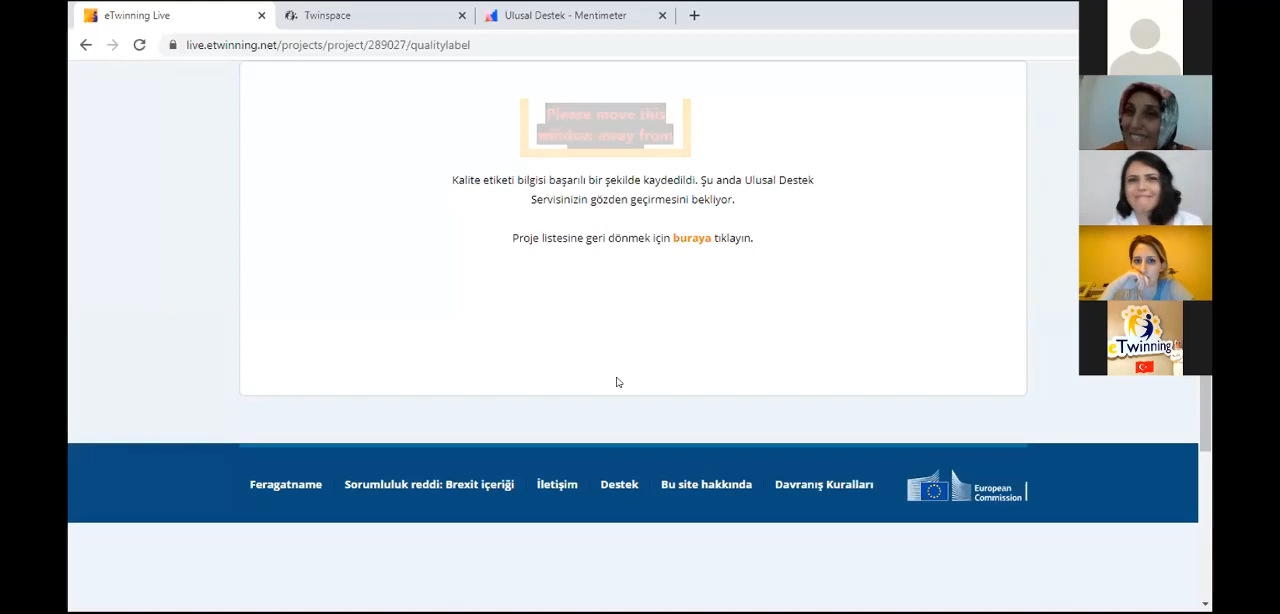 eTwinning Live
Twinspace
Ulusal Destek - Mentimeter
live.etwinning.net/projects/project/289027/qualitylabel
Please move this
window away from
Kalite etiketi bilgisi başarılı bir şekilde kaydedildi. Şu anda Ulusal Destek
Servisinizin gözden geçirmesini bekliyor.
Proje listesine geri dönmek için buraya tıklayın.
eTwinning
Feragatname
Sorumluluk reddi: Brexit içeriği
İletişim
Destek
Bu site hakkında
Davranış Kuralları
European
Commission